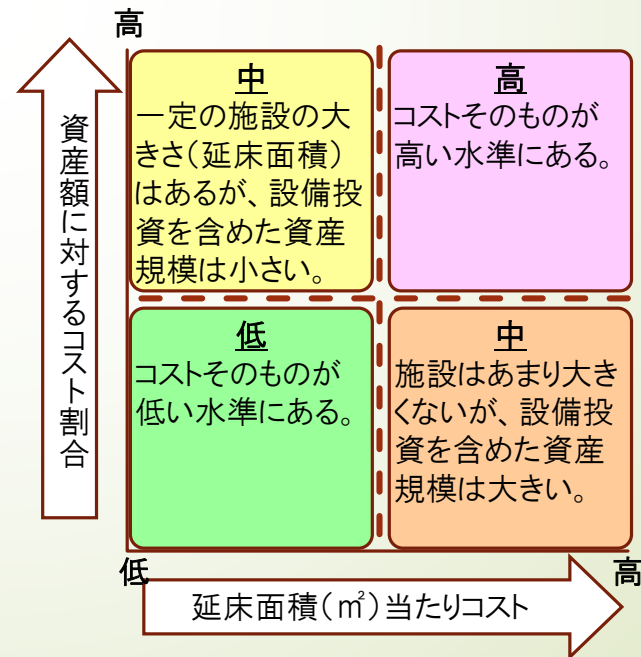 高
資産額に対するコスト割合
中
一定の施設の大
きさ(延床面積)
はあるが、設備投
資を含めた資産
規模は小さい。
高
コストそのものが
高い水準にある。
低
コストそのものが
低い水準にある。
中
施設はあまり大き
くないが、設備投
資を含めた資産
規模は大きい。
低
高
延床面積(㎡)当たりコスト